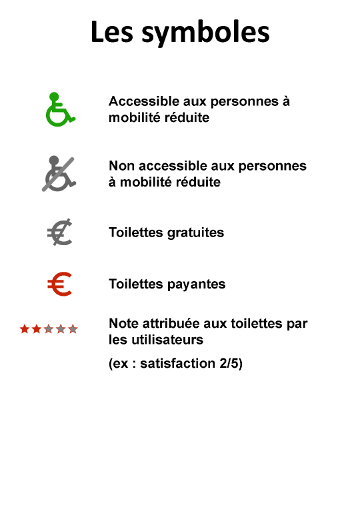 Les symboles
Accessible aux personnes à
mobilité réduite
Non accessible aux personnes
à mobilité réduite
Toilettes gratuites
€
Toilettes payantes
Note attribuée aux toilettes par
les utilisateurs
(ex : satisfaction 2/5)